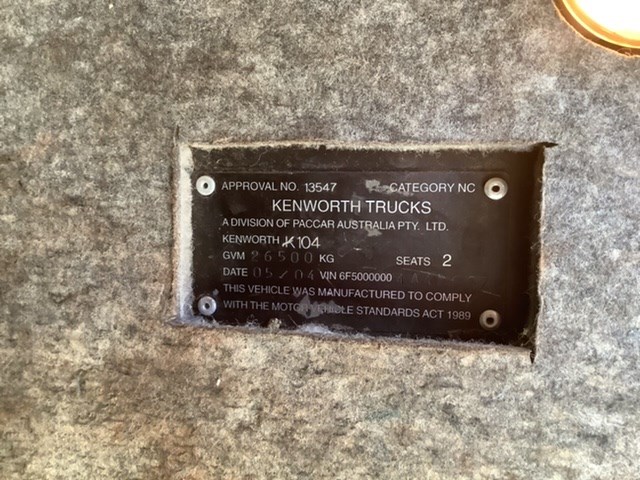 APPROVAL NO. 13547 CATEGORY NC
KENWORTH TRUCKS
A DIVISION OF PACCAR AUSTRALIA PTY. LTD.
KENWORTH K104
GVM 26500 KG SEATS 2
DATE 05/04 VIN 6F5000000
THIS VEHICLE WAS MANUFACTURED TO COMPLY
WITH THE MOTOR VEHICLE STANDARDS ACT 1989